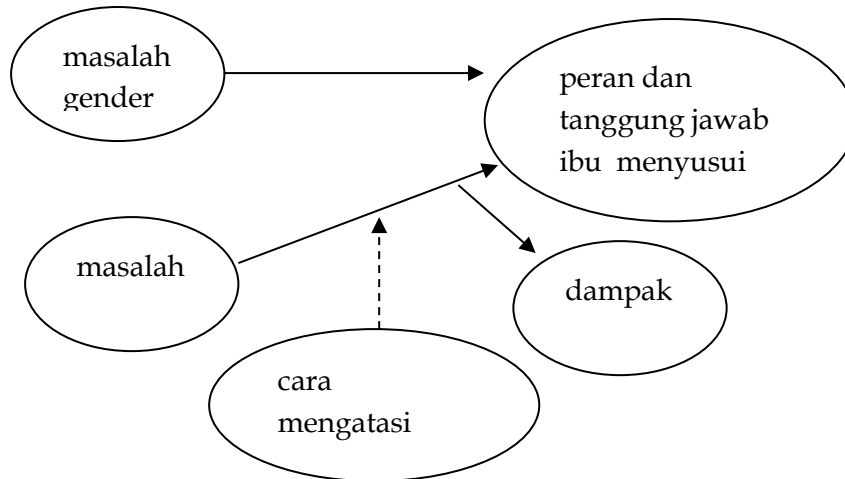 masalah
gender
peran dan
tanggung jawab
ibu menyusui
masalah
dampak
cara
mengatasi